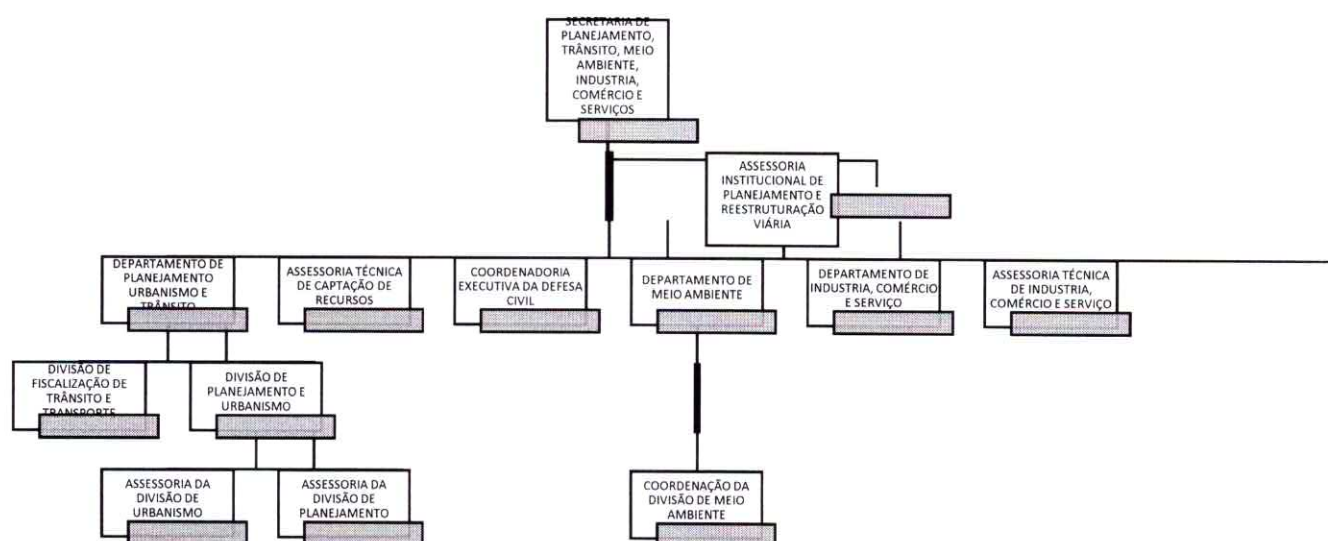 SECRETARIA DE
PLANEJAMENTO,
TRÂNSITO, MEIO
AMBIENTE,
INDUSTRIA,
COMÉRCIO E
SERVIÇOS
ASSESSORIA
INSTITUCIONAL DE
PLANEJAMENTO E
REESTRUTURAÇÃO
VIÁRIA
DEPARTAMENTO DE
PLANEJAMENTO
URBANISMO E
TRÂNSITO
ASSESSORIA TÉCNICA
DE CAPTAÇÃO DE
RECURSOS
COORDENADORIA
EXECUTIVA DA DEFESA
CIVIL
DEPARTAMENTO DE
MEIO AMBIENTE
DEPARTAMENTO DE
INDUSTRIA, COMÉRCIO
E SERVIÇO
ASSESSORIA TÉCNICA
DE INDUSTRIA,
COMÉRCIO E SERVIÇO
DIVISÃO DE
FISCALIZAÇÃO DE
TRÂNSITO E
TRANSPORTE
DIVISÃO DE
PLANEJAMENTO E
URBANISMO
ASSESSORIA DA
DIVISÃO DE
URBANISMO
ASSESSORIA DA
DIVISÃO DE
PLANEJAMENTO
COORDENAÇÃO DA
DIVISÃO DE MEIO
AMBIENTE